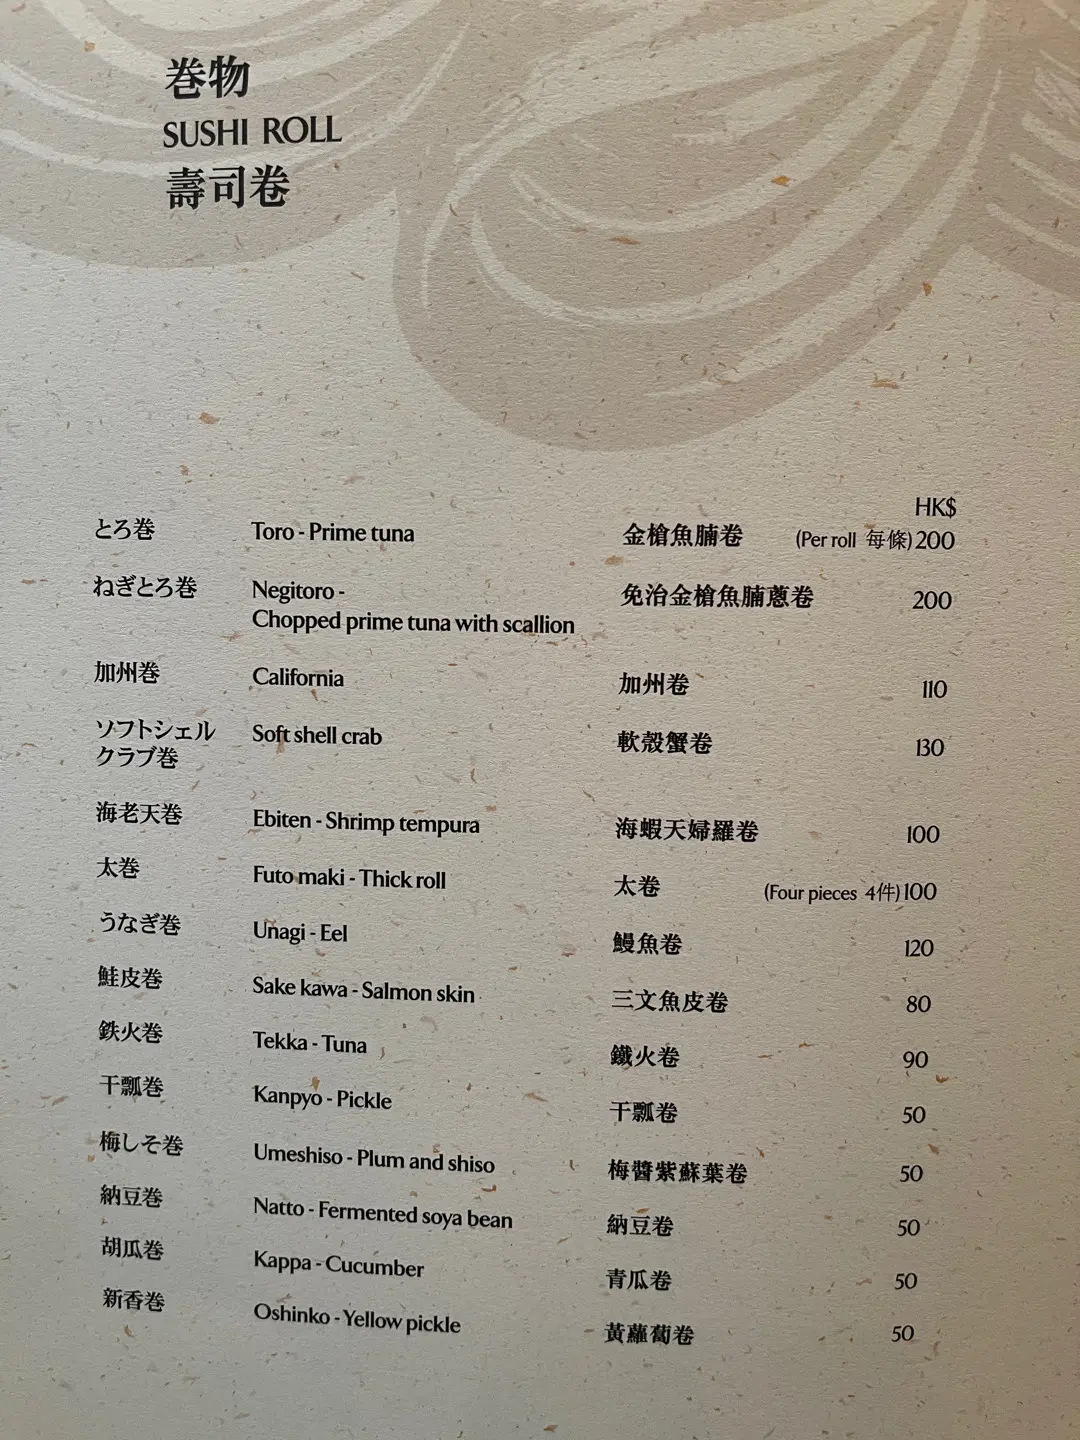 巻物
SUSHI ROLL
壽司卷
HK$
とろ巻 Toro - Prime tuna 金槍魚腩卷 (Per roll 每條) 200
ねぎとろ巻 Negitoro - 免治金槍魚腩蔥卷 200
Chopped prime tuna with scallion
加州巻 California 加州卷 110
ソフトシェル Soft shell crab 軟殼蟹卷 130
クラブ巻
海老天巻 Ebiten - Shrimp tempura 海蝦天婦羅卷 100
太巻 Futo maki - Thick roll 太卷 (Four pieces 4件) 100
うなぎ巻 Unagi - Eel 鰻魚卷 120
鮭皮巻 Sake kawa - Salmon skin 三文魚皮卷 80
鉄火巻 Tekka - Tuna 鐵火卷 90
干瓢巻 Kanpyo - Pickle 干瓢卷 50
梅しそ巻 Umeshiso - Plum and shiso 梅醬紫蘇葉卷 50
納豆巻 Natto - Fermented soya bean 納豆卷 50
胡瓜巻 Kappa - Cucumber 青瓜卷 50
新香巻 Oshinko - Yellow pickle 黃蘿蔔卷 50